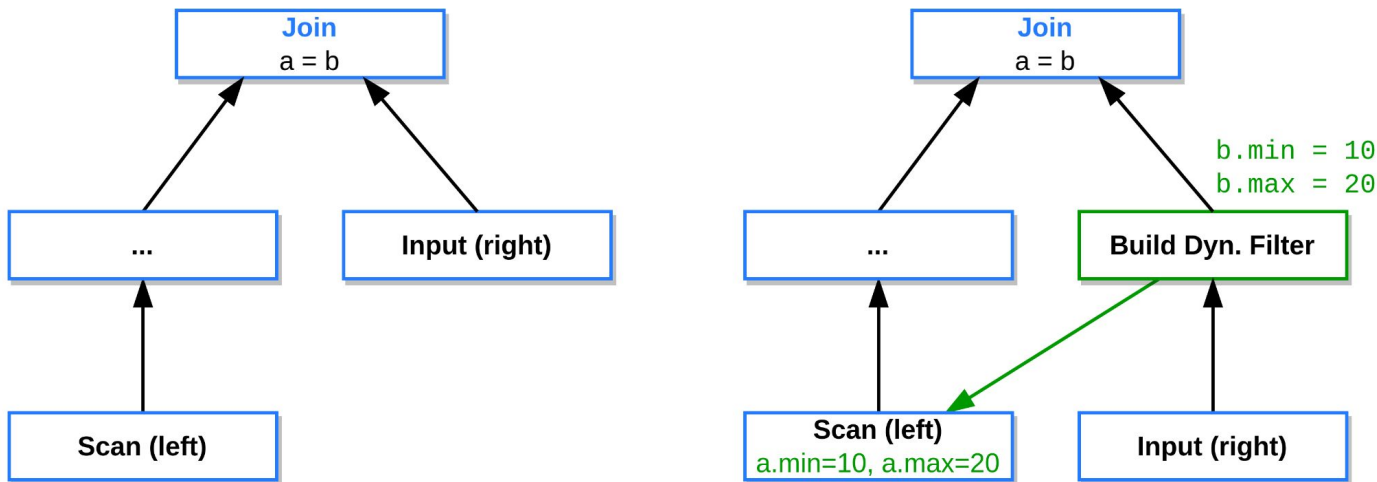 Join
a = b
...
Input (right)
Scan (left)
Join
a = b
b.min = 10
b.max = 20
...
Build Dyn. Filter
Scan (left)
a.min=10, a.max=20
Input (right)